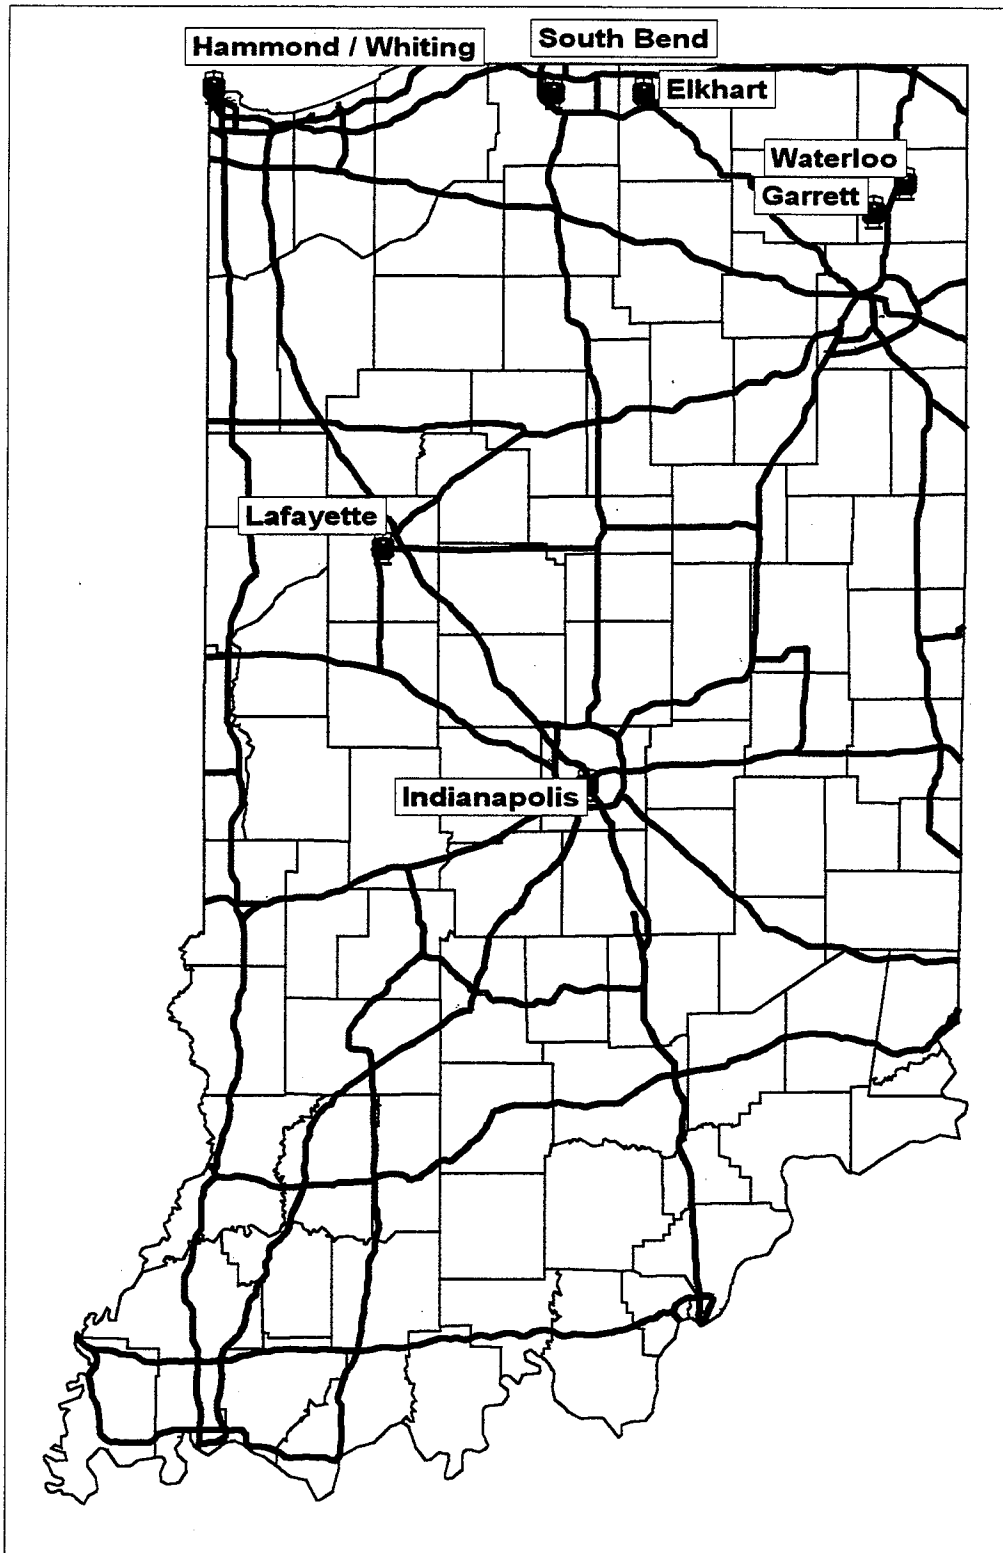 South Bend
Hammond / Whiting
Elkhart
Waterloo
Garrett
Lafayette
Indianapolis